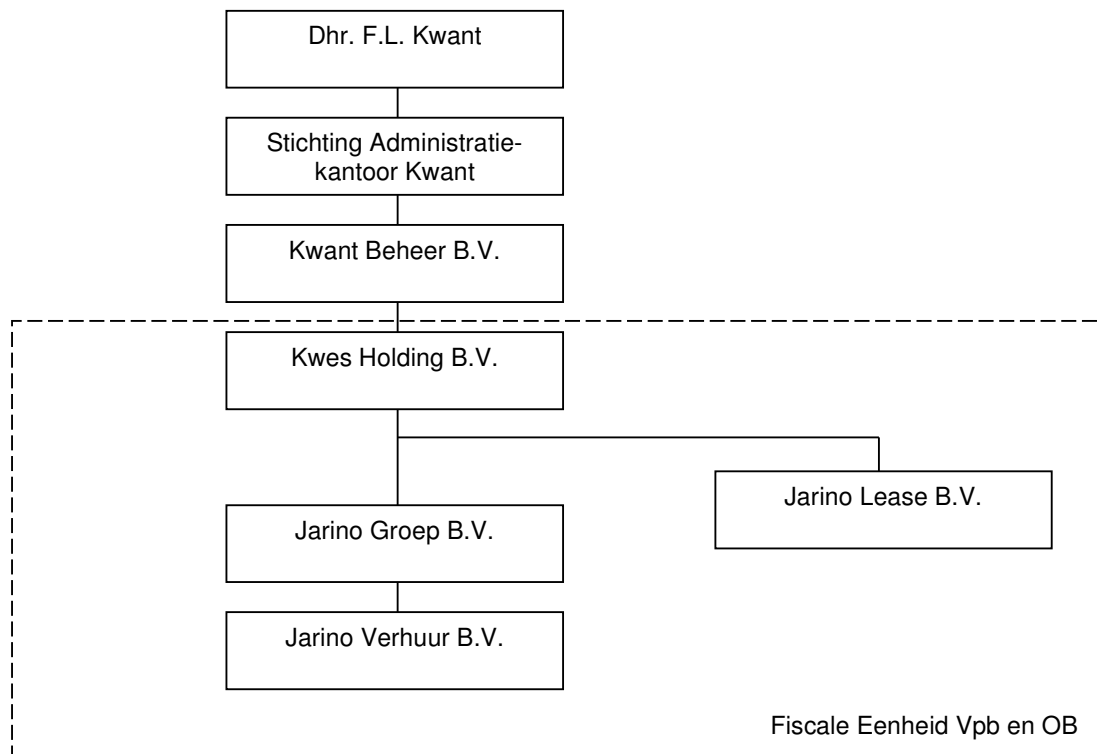 Dhr. F.L. Kwant
Stichting Administratie-
kantoor Kwant
Kwant Beheer B.V.
Kwes Holding B.V.
Jarino Lease B.V.
Jarino Groep B.V.
Jarino Verhuur B.V.
Fiscale Eenheid Vpb en OB